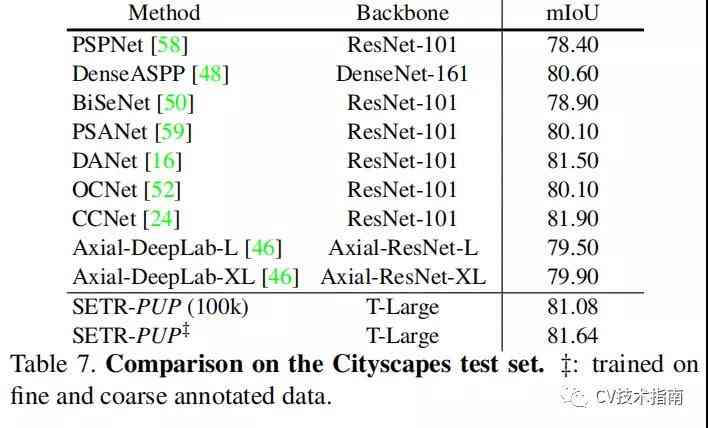 Method Backbone mIoU
PSPNet [58] ResNet-101 78.40
DenseASPP [48] DenseNet-161 80.60
BiSeNet [50] ResNet-101 78.90
PSANet [59] ResNet-101 80.10
DANet [16] ResNet-101 81.50
OCNet [52] ResNet-101 80.10
CCNet [24] ResNet-101 81.90
Axial-DeepLab-L [46] Axial-ResNet-L 79.50
Axial-DeepLab-XL [46] Axial-ResNet-XL 79.90
SETR-PUP (100k) T-Large 81.08
SETR-PUP‡ T-Large 81.64
Table 7. Comparison on the Cityscapes test set. ‡: trained on
fine and coarse annotated data.
CV技术指南